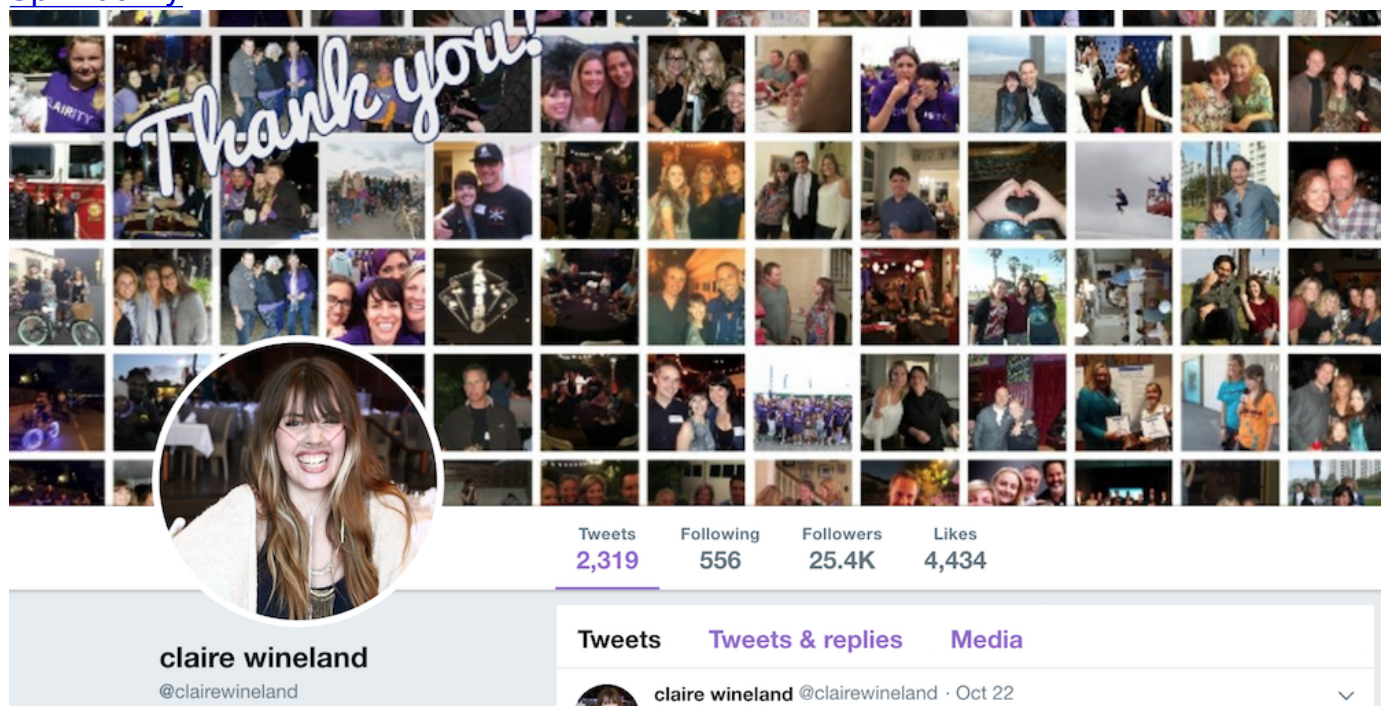 Thank you!
CLAIRITY
Tweets Following Followers Likes
2,319 556 25.4K 4,434
claire wineland
@clairewineland
Tweets Tweets & replies Media
claire wineland @clairewineland · Oct 22